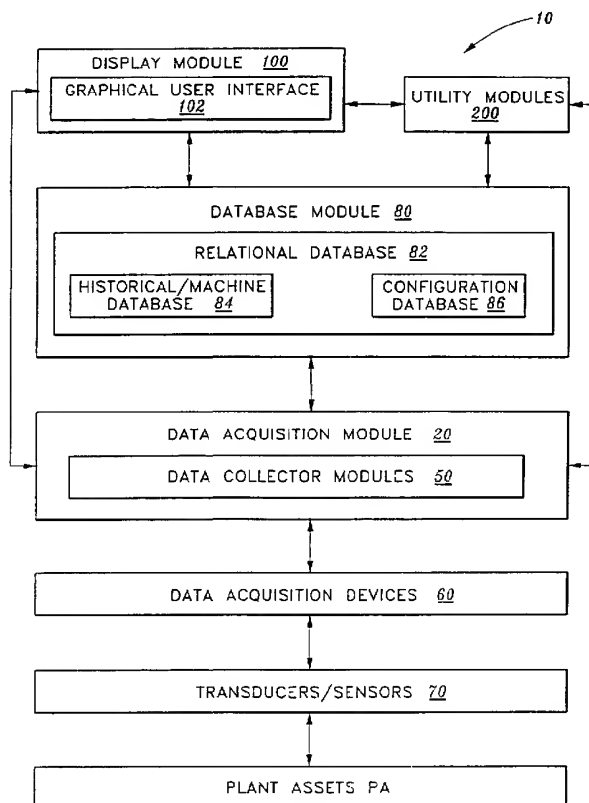 10
DISPLAY MODULE 100
GRAPHICAL USER INTERFACE
102
UTILITY MODULES
200
DATABASE MODULE 80
RELATIONAL DATABASE 82
HISTORICAL/MACHINE
DATABASE 84
CONFIGURATION
DATABASE 86
DATA ACQUISITION MODULE 20
DATA COLLECTOR MODULES 50
DATA ACQUISITION DEVICES 60
TRANSDUCERS/SENSORS 70
PLANT ASSETS PA